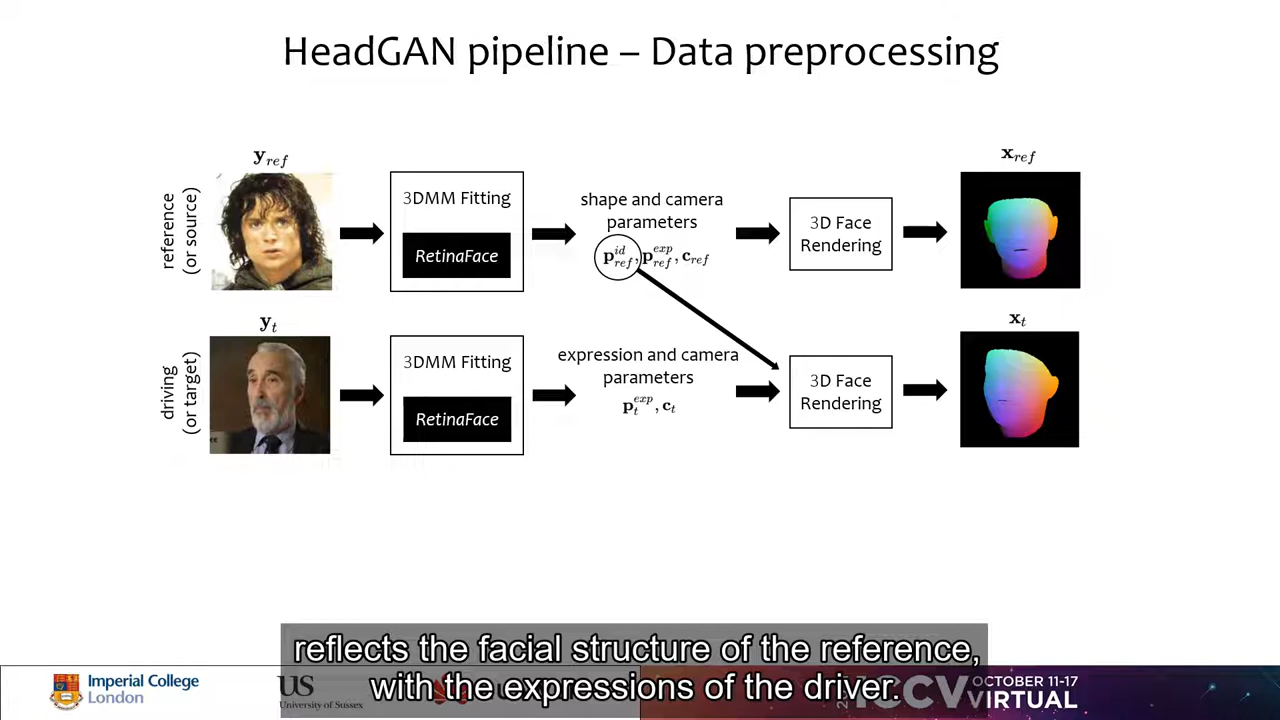 HeadGAN pipeline – Data preprocessing
y_ref
x_ref
reference
(or source)
3DMM Fitting
RetinaFace
shape and camera
parameters
p_ref^id, p_ref^exp, c_ref
3D Face
Rendering
y_t
x_t
driving
(or target)
3DMM Fitting
RetinaFace
expression and camera
parameters
p_t^exp, c_t
3D Face
Rendering
reflects the facial structure of the reference,
with the expressions of the driver.
Imperial College
London
US
University of Sussex
ICCV
OCTOBER 11-17
VIRTUAL